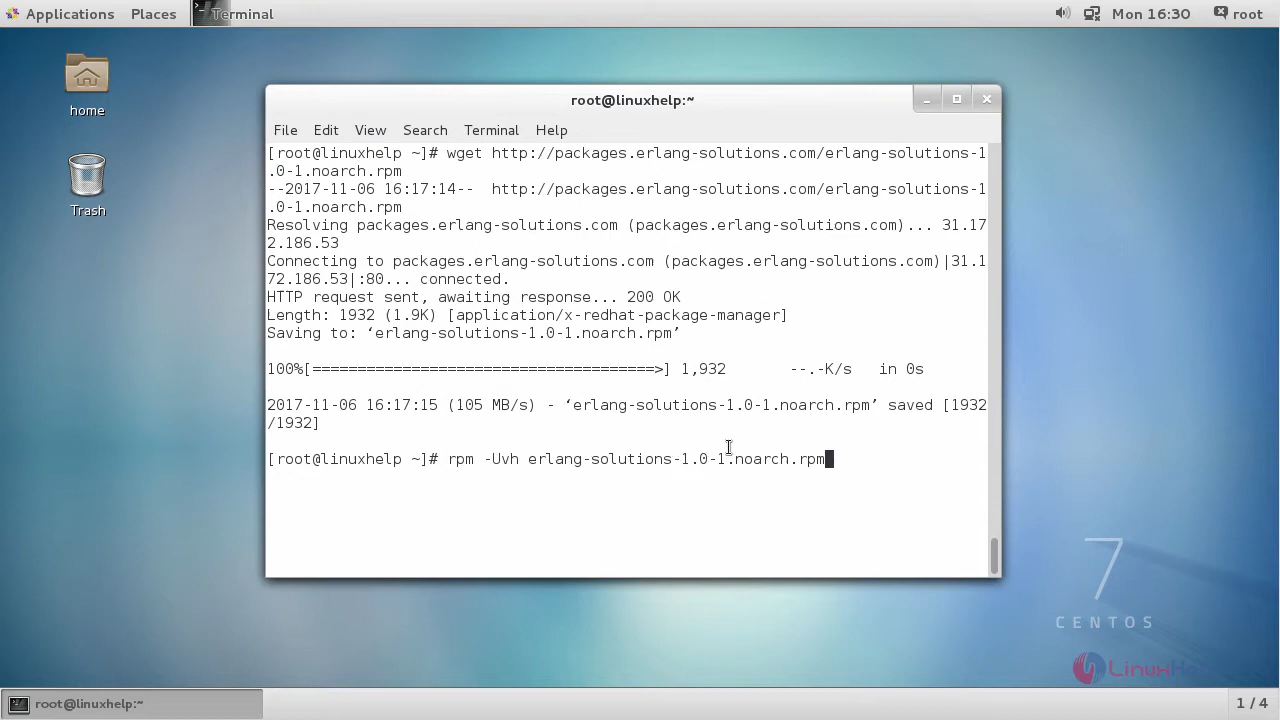 Applications Places Terminal Mon 16:30 root
home
Trash
root@linuxhelp:~
File Edit View Search Terminal Help
[root@linuxhelp ~]# wget http://packages.erlang-solutions.com/erlang-solutions-1
.0-1.noarch.rpm
--2017-11-06 16:17:14--  http://packages.erlang-solutions.com/erlang-solutions-1
.0-1.noarch.rpm
Resolving packages.erlang-solutions.com (packages.erlang-solutions.com)... 31.17
2.186.53
Connecting to packages.erlang-solutions.com (packages.erlang-solutions.com)|31.1
72.186.53|:80... connected.
HTTP request sent, awaiting response... 200 OK
Length: 1932 (1.9K) [application/x-redhat-package-manager]
Saving to: ‘erlang-solutions-1.0-1.noarch.rpm’
100%[======================================>] 1,932       --.-K/s   in 0s
2017-11-06 16:17:15 (105 MB/s) - ‘erlang-solutions-1.0-1.noarch.rpm’ saved [1932
/1932]
[root@linuxhelp ~]# rpm -Uvh erlang-solutions-1.0-1.noarch.rpm
7
CENTOS
root@linuxhelp:~
1 / 4